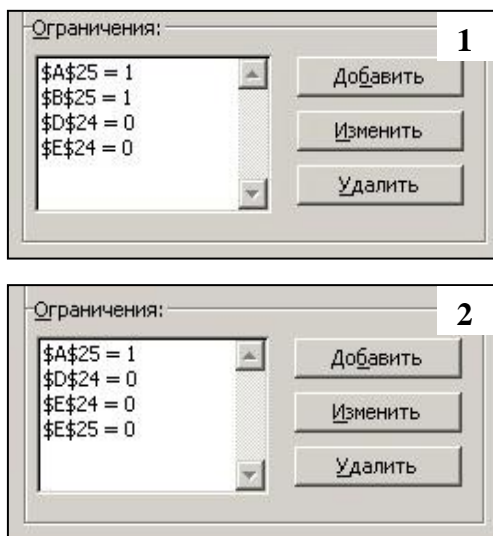 Ограничения:
1
$A$25 = 1
$B$25 = 1
$D$24 = 0
$E$24 = 0
Добавить
Изменить
Удалить
Ограничения:
2
$A$25 = 1
$D$24 = 0
$E$24 = 0
$E$25 = 0
Добавить
Изменить
Удалить